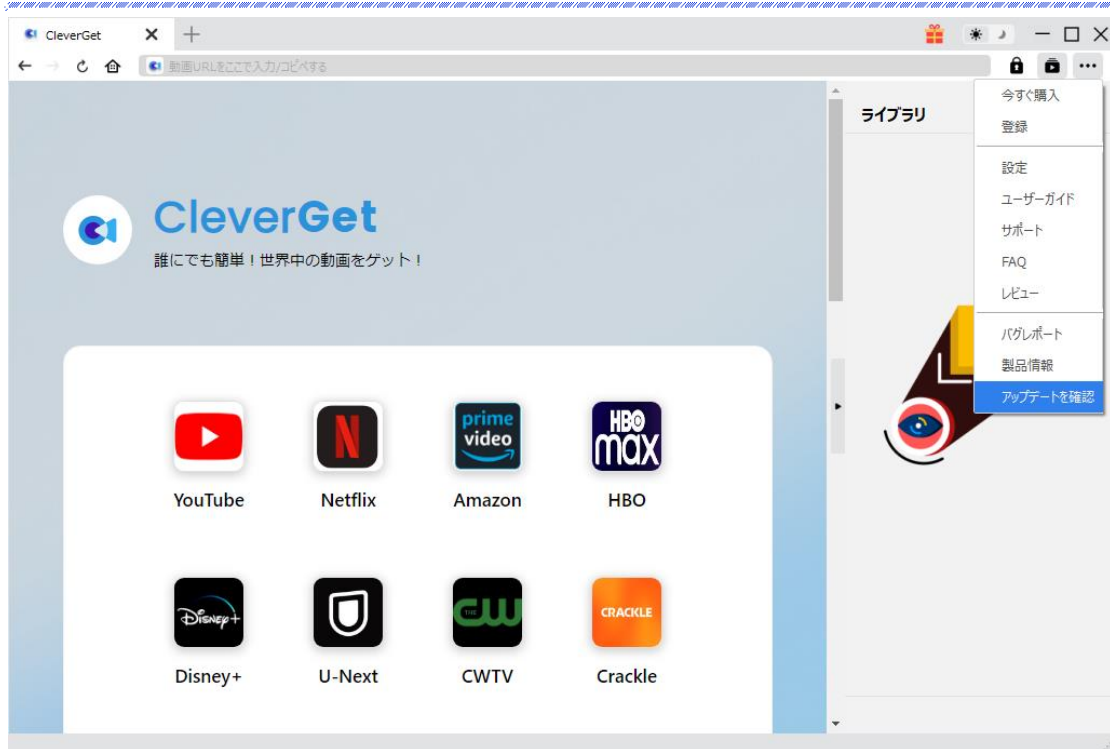 CleverGet
動画URLをここで入力/コピペする
今すぐ購入
登録
設定
ユーザーガイド
サポート
FAQ
レビュー
バグレポート
製品情報
アップデートを確認
ライブラリ
CleverGet
誰にでも簡単！世界中の動画をゲット！
prime
video
HBO
max
YouTube
Netflix
Amazon
HBO
Disney+
THE
CW
CRACKLE
Disney+
U-Next
CWTV
Crackle